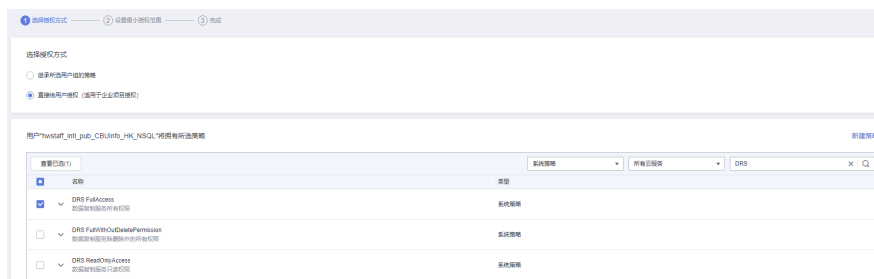 1 选择授权方式 2 设置最小授权范围 3 完成
选择授权方式
继承所选用户组的策略
直接给用户授权（适用于企业项目授权）
用户"hwstaff_intl_pub_CBUInfo_HK_NSQL"将拥有所选策略 新建策略
查看已选(1) 系统策略 所有云服务 DRS
名称 类型
DRS FullAccess
数据复制服务所有权限 系统策略
DRS FullWithOutDeletePermission
数据复制服务除删除外的所有权限 系统策略
DRS ReadOnlyAccess
数据复制服务只读权限 系统策略